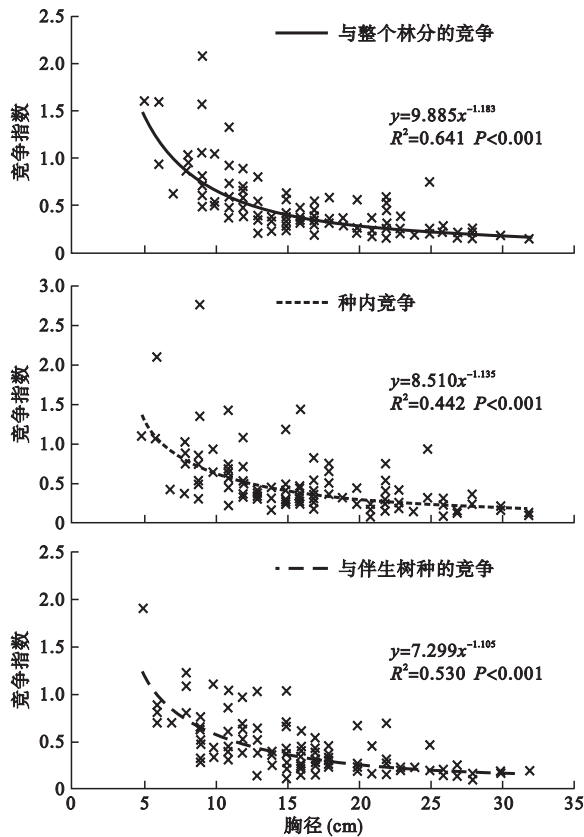 2.5
与整个林分的竞争
2.0
y=9.885x^-1.183
R²=0.641 P<0.001
1.5
1.0
0.5
0
竞争指数
3.0
种内竞争
2.5
2.0
y=8.510x^-1.135
R²=0.442 P<0.001
1.5
1.0
0.5
0
竞争指数
2.5
与伴生树种的竞争
2.0
y=7.299x^-1.105
R²=0.530 P<0.001
1.5
1.0
0.5
0
竞争指数
0 5 10 15 20 25 30 35
胸径 (cm)